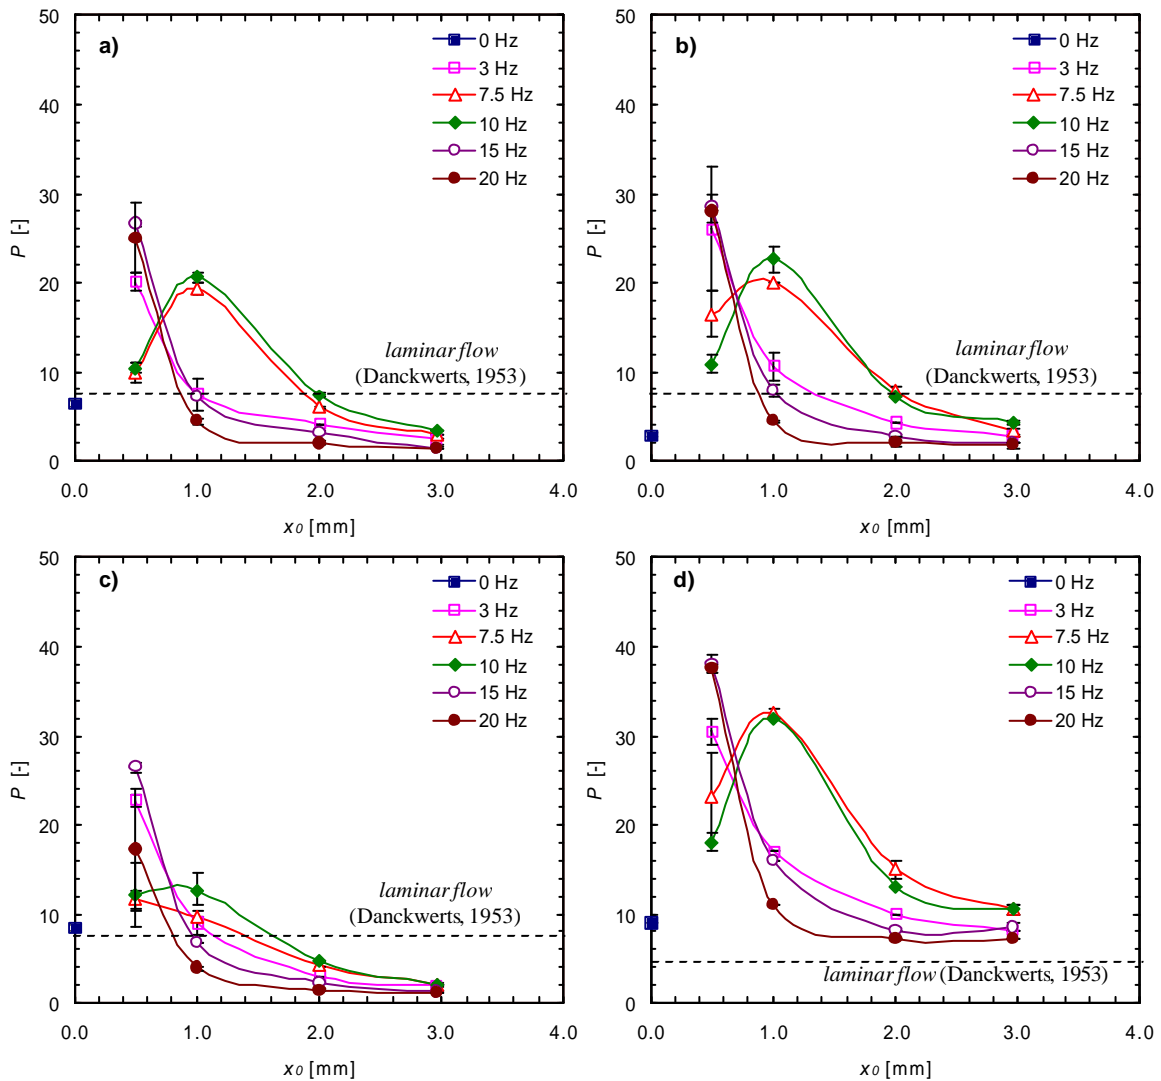 a)
50
40
30
20
10
0
P [-]
0 Hz
3 Hz
7.5 Hz
10 Hz
15 Hz
20 Hz
laminar flow
(Danckwerts, 1953)
0.0 1.0 2.0 3.0 4.0
x0 [mm]
b)
50
40
30
20
10
0
P [-]
0 Hz
3 Hz
7.5 Hz
10 Hz
15 Hz
20 Hz
laminar flow
(Danckwerts, 1953)
0.0 1.0 2.0 3.0 4.0
x0 [mm]
c)
50
40
30
20
10
0
P [-]
0 Hz
3 Hz
7.5 Hz
10 Hz
15 Hz
20 Hz
laminar flow
(Danckwerts, 1953)
0.0 1.0 2.0 3.0 4.0
x0 [mm]
d)
50
40
30
20
10
0
P [-]
0 Hz
3 Hz
7.5 Hz
10 Hz
15 Hz
20 Hz
laminar flow (Danckwerts, 1953)
0.0 1.0 2.0 3.0 4.0
x0 [mm]